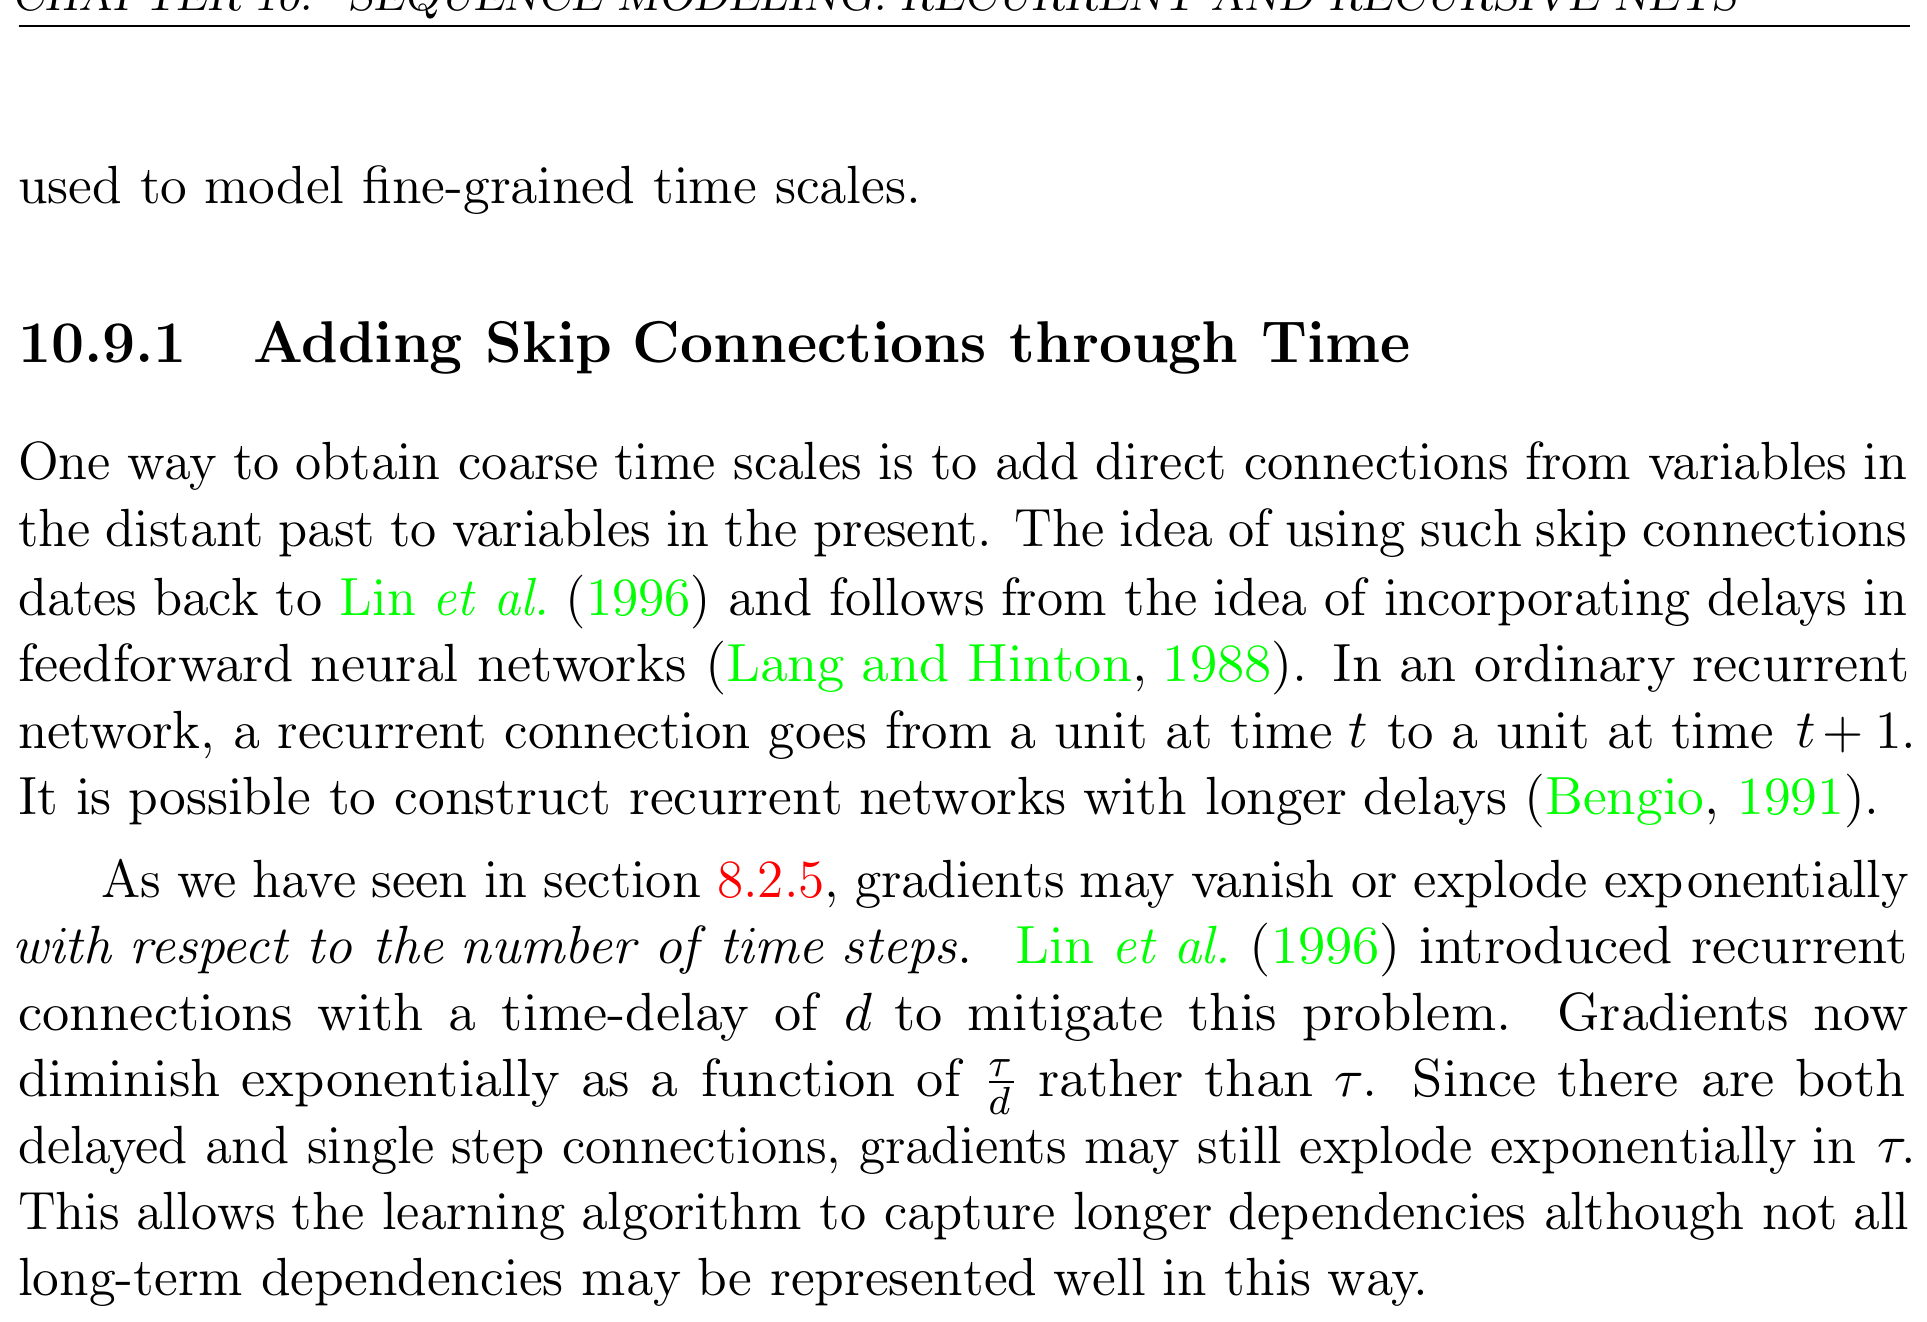 CHAPTER 10. SEQUENCE MODELING: RECURRENT AND RECURSIVE NETS
used to model fine-grained time scales.
10.9.1 Adding Skip Connections through Time
One way to obtain coarse time scales is to add direct connections from variables in
the distant past to variables in the present. The idea of using such skip connections
dates back to Lin et al. (1996) and follows from the idea of incorporating delays in
feedforward neural networks (Lang and Hinton, 1988). In an ordinary recurrent
network, a recurrent connection goes from a unit at time t to a unit at time t + 1.
It is possible to construct recurrent networks with longer delays (Bengio, 1991).
As we have seen in section 8.2.5, gradients may vanish or explode exponentially
with respect to the number of time steps. Lin et al. (1996) introduced recurrent
connections with a time-delay of d to mitigate this problem. Gradients now
diminish exponentially as a function of τ/d rather than τ. Since there are both
delayed and single step connections, gradients may still explode exponentially in τ.
This allows the learning algorithm to capture longer dependencies although not all
long-term dependencies may be represented well in this way.